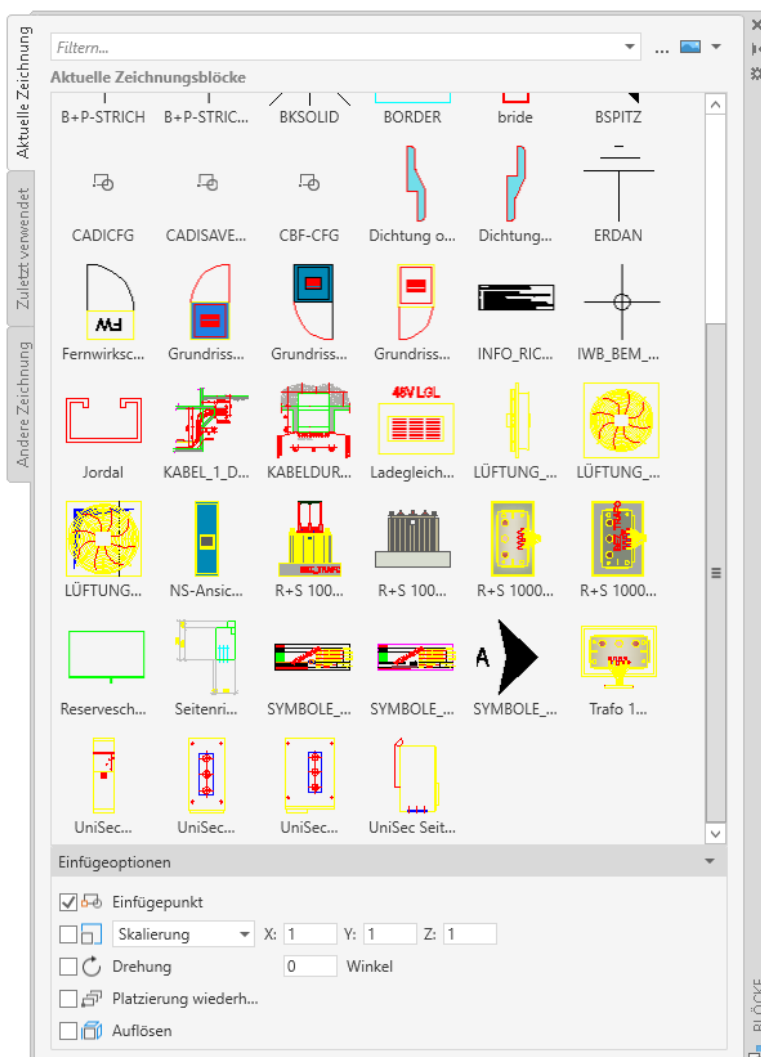 Aktuelle Zeichnung
Zuletzt verwendet
Andere Zeichnung
Filtern...
...
Aktuelle Zeichnungsblöcke
B+P-STRICH B+P-STRIC... BKSOLID BORDER bride BSPITZ
CADICFG CADISAVE... CBF-CFG Dichtung o... Dichtung... ERDAN
FW
Fernwirksc... Grundriss... Grundriss... Grundriss... INFO_RIC... IWB_BEM_...
48V LGL
Jordal KABEL_1_D... KABELDUR... Ladegleich... LÜFTUNG_... LÜFTUNG_...
BEZ_TRAFO
LÜFTUNG... NS-Ansic... R+S 100... R+S 100... R+S 1000... R+S 1000...
A
Reservesch... Seitenri... SYMBOLE_... SYMBOLE_... SYMBOLE_... Trafo 1...
UniSec... UniSec... UniSec... UniSec Seit...
Einfügeoptionen
Einfügepunkt
Skalierung X: 1 Y: 1 Z: 1
Drehung 0 Winkel
Platzierung wiederh...
Auflösen
BLÖCKE